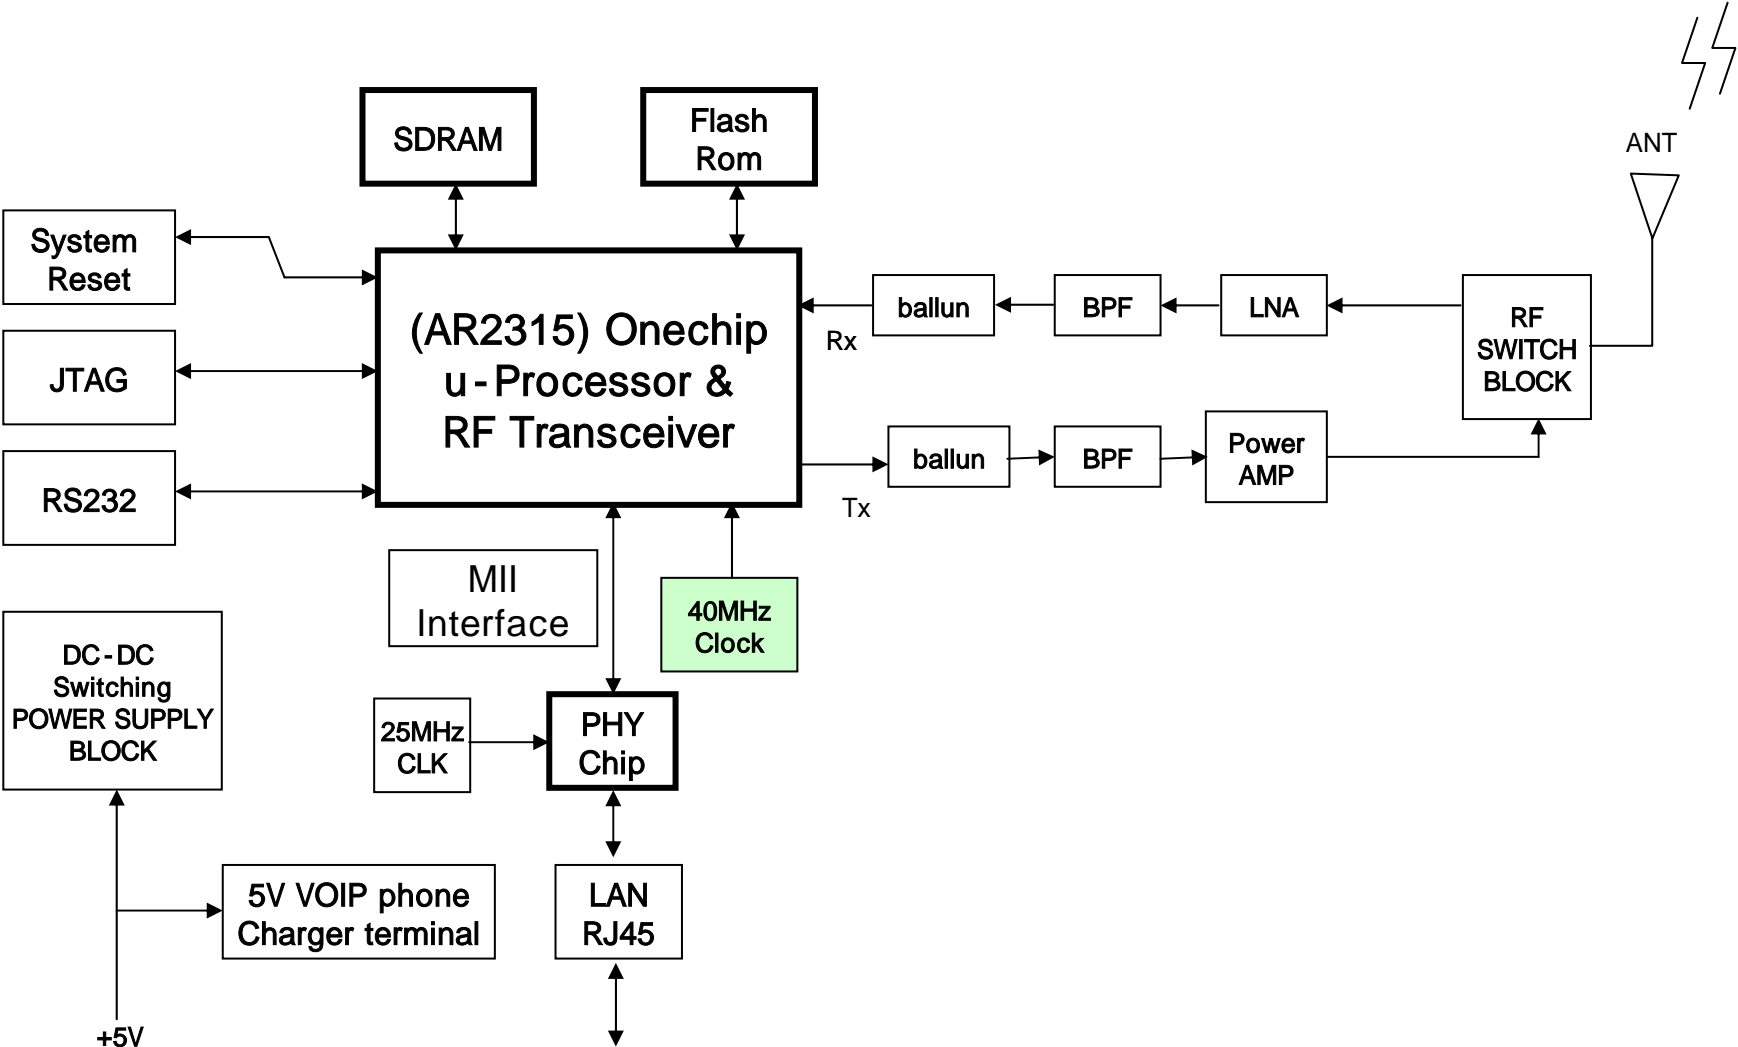 ANT
SDRAM
Flash
Rom
System
Reset
(AR2315) Onechip
u-Processor &
RF Transceiver
ballun
BPF
LNA
RF
SWITCH
BLOCK
Rx
JTAG
ballun
BPF
Power
AMP
RS232
Tx
MII
Interface
40MHz
Clock
DC-DC
Switching
POWER SUPPLY
BLOCK
25MHz
CLK
PHY
Chip
5V VOIP phone
Charger terminal
LAN
RJ45
+5V